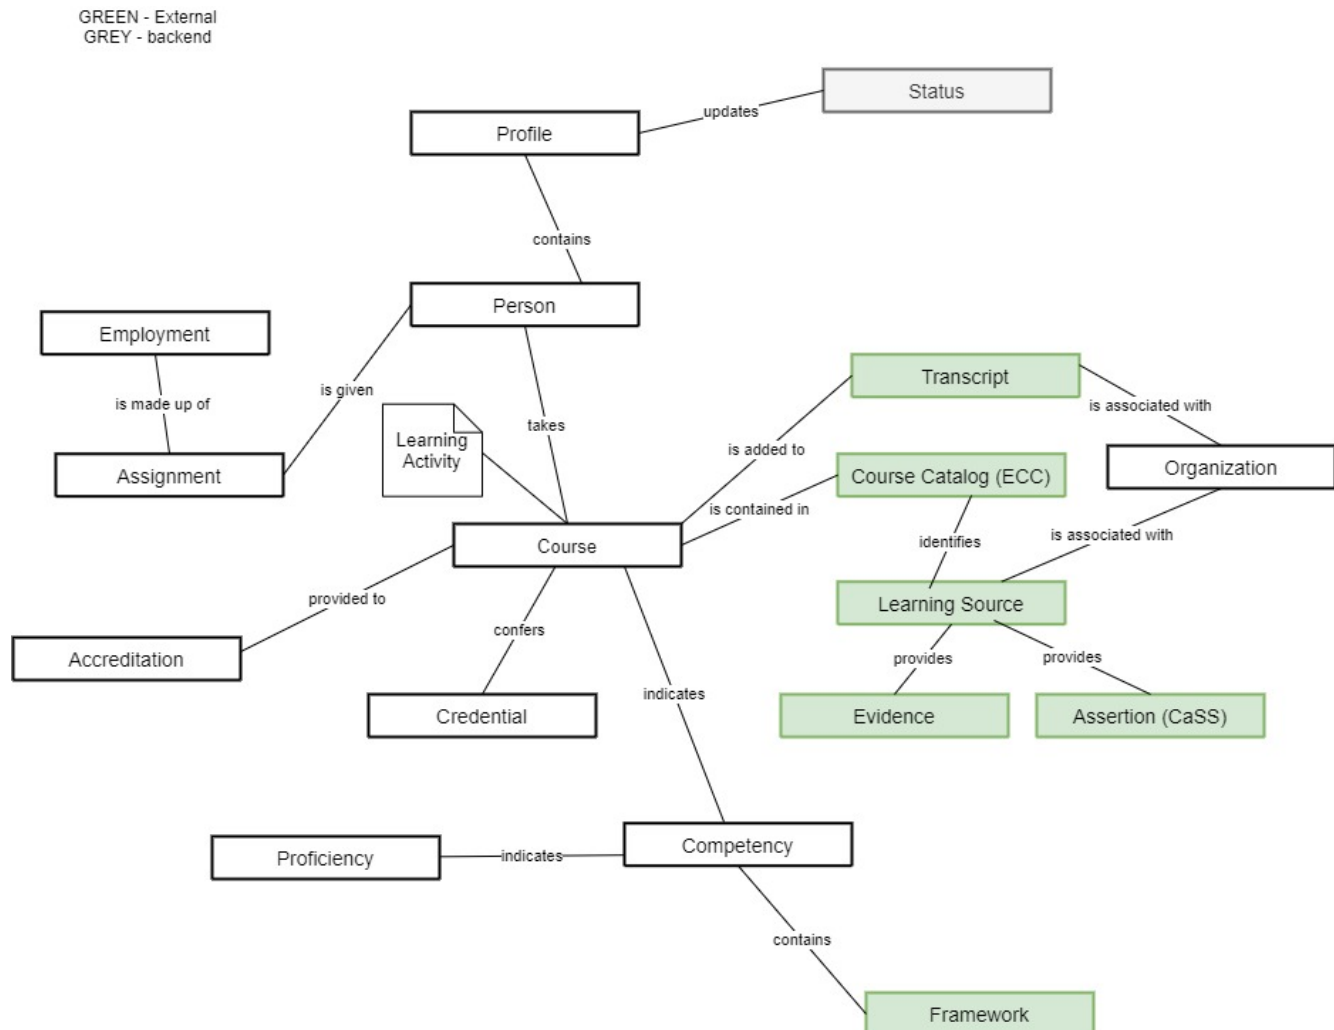 GREEN - External
GREY - backend
Status
updates
Profile
contains
Person
Employment
is given
is made up of
Assignment
Learning
Activity
takes
Transcript
is associated with
is added to
Course Catalog (ECC)
Organization
is contained in
Course
identifies
is associated with
Learning Source
provided to
confers
provides
provides
Accreditation
indicates
Credential
Evidence
Assertion (CaSS)
Proficiency
indicates
Competency
contains
Framework